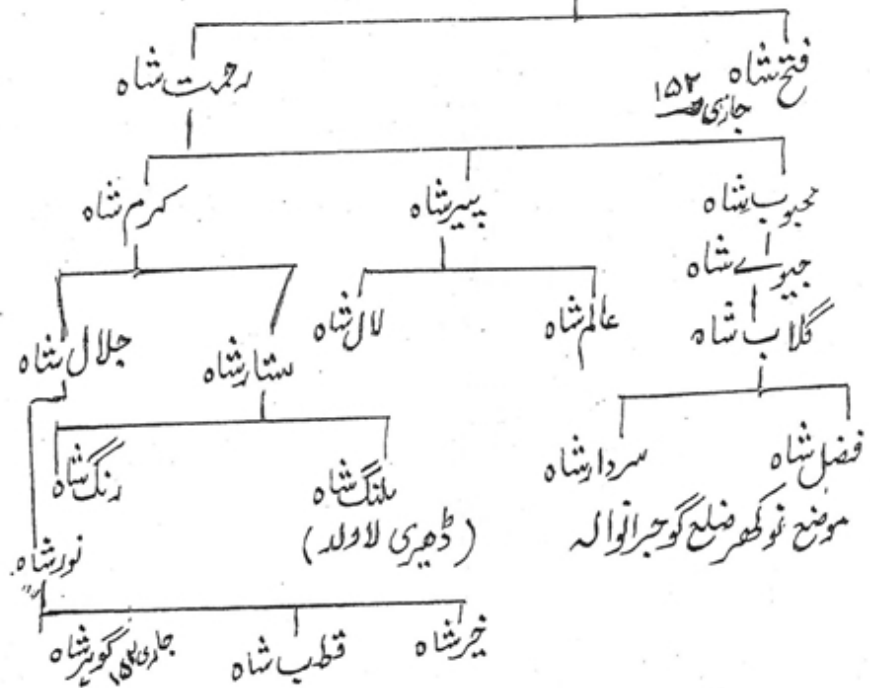 فتح شاہ رحمت شاہ
جاری ۱۵۲
محبوب شاہ پیر شاہ کرم شاہ
جیوے شاہ
گلاب شاہ عالم شاہ لال شاہ ستار شاہ جلال شاہ
فضل شاہ سردار شاہ ملنگ شاہ رنگ شاہ
موضع نوکھر ضلع گوجرانوالہ (ڈھیری لاولد)
نور شاہ
خیر شاہ قطب شاہ گوہر شاہ جاری ۱۵۲